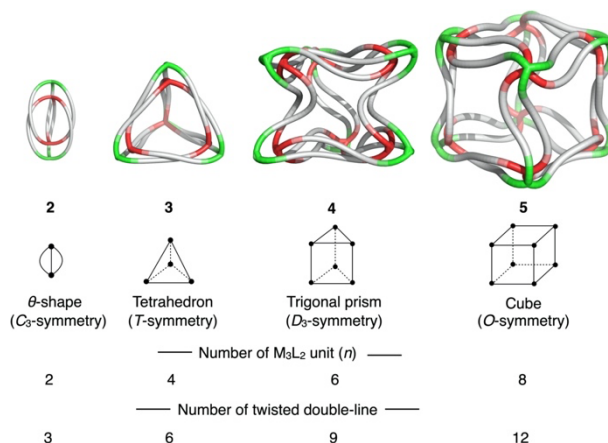 2 3 4 5
θ-shape Tetrahedron Trigonal prism Cube
(C3-symmetry) (T-symmetry) (D3-symmetry) (O-symmetry)
Number of M3L2 unit (n)
2 4 6 8
Number of twisted double-line
3 6 9 12